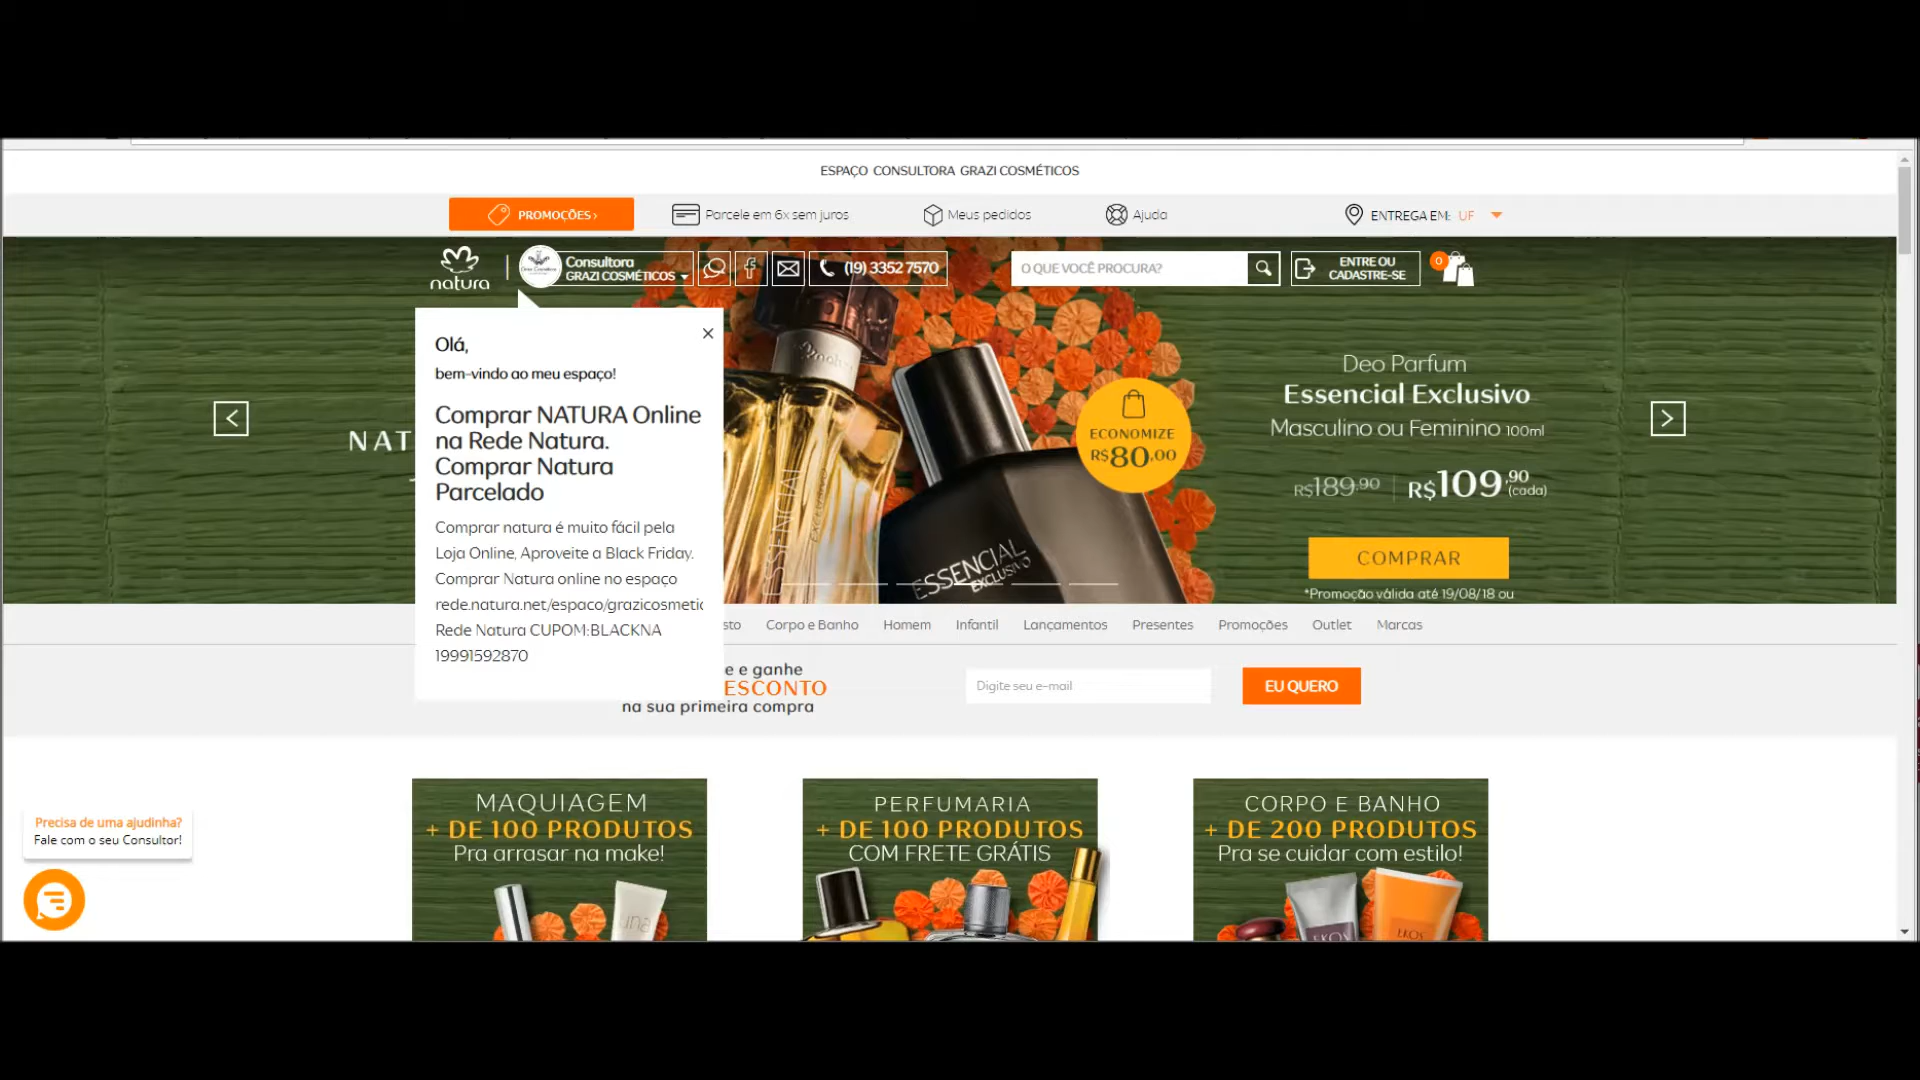 ESPAÇO CONSULTORA GRAZI COSMÉTICOS
PROMOÇÕES ›
Parcele em 6x sem juros
Meus pedidos
Ajuda
ENTREGA EM: UF
natura
Consultora
GRAZI COSMÉTICOS
(19) 3352 7570
O QUE VOCÊ PROCURA?
ENTRE OU
CADASTRE-SE
0
Olá,
bem-vindo ao meu espaço!
Comprar NATURA Online
na Rede Natura.
Comprar Natura
Parcelado
Comprar natura é muito fácil pela
Loja Online, Aproveite a Black Friday.
Comprar Natura online no espaço
rede.natura.net/espaco/grazicosmetic
Rede Natura CUPOM:BLACKNA
19991592870
NAT
ESSENCIAL
EXCLUSIVO
ESSENCIAL
EXCLUSIVO
ECONOMIZE
R$80,00
Deo Parfum
Essencial Exclusivo
Masculino ou Feminino 100ml
R$189,90 | R$109,90 (cada)
COMPRAR
*Promoção válida até 19/08/18 ou
sto
Corpo e Banho
Homem
Infantil
Lançamentos
Presentes
Promoções
Outlet
Marcas
e e ganhe
ESCONTO
na sua primeira compra
Digite seu e-mail
EU QUERO
MAQUIAGEM
+ DE 100 PRODUTOS
Pra arrasar na make!
una
PERFUMARIA
+ DE 100 PRODUTOS
COM FRETE GRÁTIS
CORPO E BANHO
+ DE 200 PRODUTOS
Pra se cuidar com estilo!
EKOS
EKOS
Precisa de uma ajudinha?
Fale com o seu Consultor!